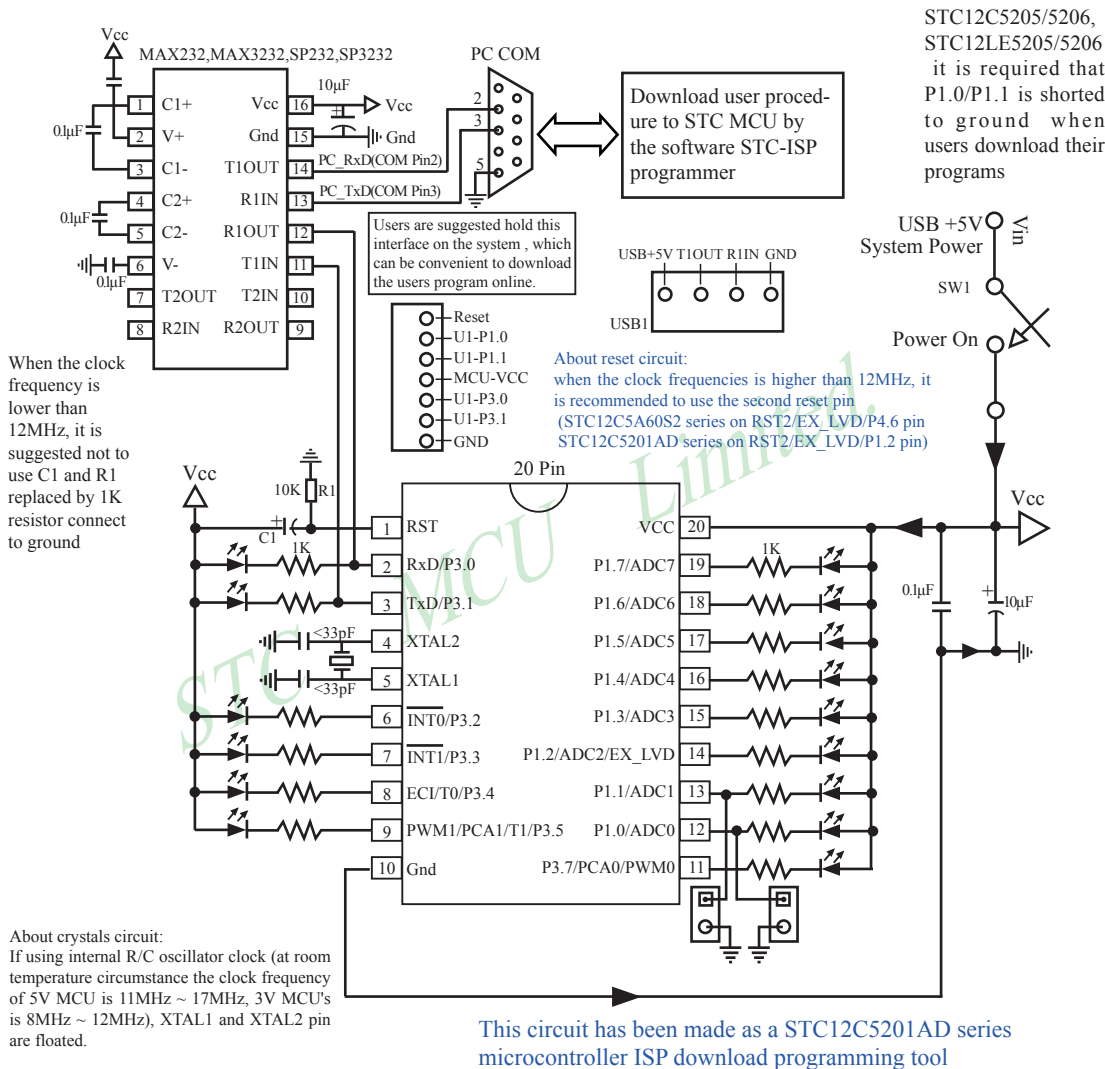 STC12C5205/5206,
STC12LE5205/5206
it is required that
P1.0/P1.1 is shorted
to ground when
users download their
programs
Vcc
MAX232,MAX3232,SP232,SP3232
PC COM
1 C1+
2 V+
3 C1-
4 C2+
5 C2-
6 V-
7 T2OUT
8 R2IN
Vcc 16
Gnd 15
T1OUT 14
R1IN 13
R1OUT 12
T1IN 11
T2IN 10
R2OUT 9
0.1μF
0.1μF
0.1μF
10μF
+
Vcc
Gnd
PC_RxD(COM Pin2)
PC_TxD(COM Pin3)
2
3
5
Download user proced-
ure to STC MCU by
the software STC-ISP
programmer
Users are suggested hold this
interface on the system , which
can be convenient to download
the users program online.
USB+5V T1OUT R1IN GND
USB1
USB +5V
System Power
Vin
SW1
Power On
Reset
U1-P1.0
U1-P1.1
MCU-VCC
U1-P3.0
U1-P3.1
GND
About reset circuit:
when the clock frequencies is higher than 12MHz, it
is recommended to use the second reset pin
(STC12C5A60S2 series on RST2/EX_LVD/P4.6 pin
STC12C5201AD series on RST2/EX_LVD/P1.2 pin)
When the clock
frequency is
lower than
12MHz, it is
suggested not to
use C1 and R1
replaced by 1K
resistor connect
to ground
STC MCU Limited.
Vcc
10K
R1
+
C1
1K
<33pF
<33pF
20 Pin
1 RST
2 RxD/P3.0
3 TxD/P3.1
4 XTAL2
5 XTAL1
6 INT0/P3.2
7 INT1/P3.3
8 ECI/T0/P3.4
9 PWM1/PCA1/T1/P3.5
10 Gnd
VCC 20
P1.7/ADC7 19
P1.6/ADC6 18
P1.5/ADC5 17
P1.4/ADC4 16
P1.3/ADC3 15
P1.2/ADC2/EX_LVD 14
P1.1/ADC1 13
P1.0/ADC0 12
P3.7/PCA0/PWM0 11
1K
Vcc
0.1μF
+
10μF
About crystals circuit:
If using internal R/C oscillator clock (at room
temperature circumstance the clock frequency
of 5V MCU is 11MHz ~ 17MHz, 3V MCU's
is 8MHz ~ 12MHz), XTAL1 and XTAL2 pin
are floated.
This circuit has been made as a STC12C5201AD series
microcontroller ISP download programming tool